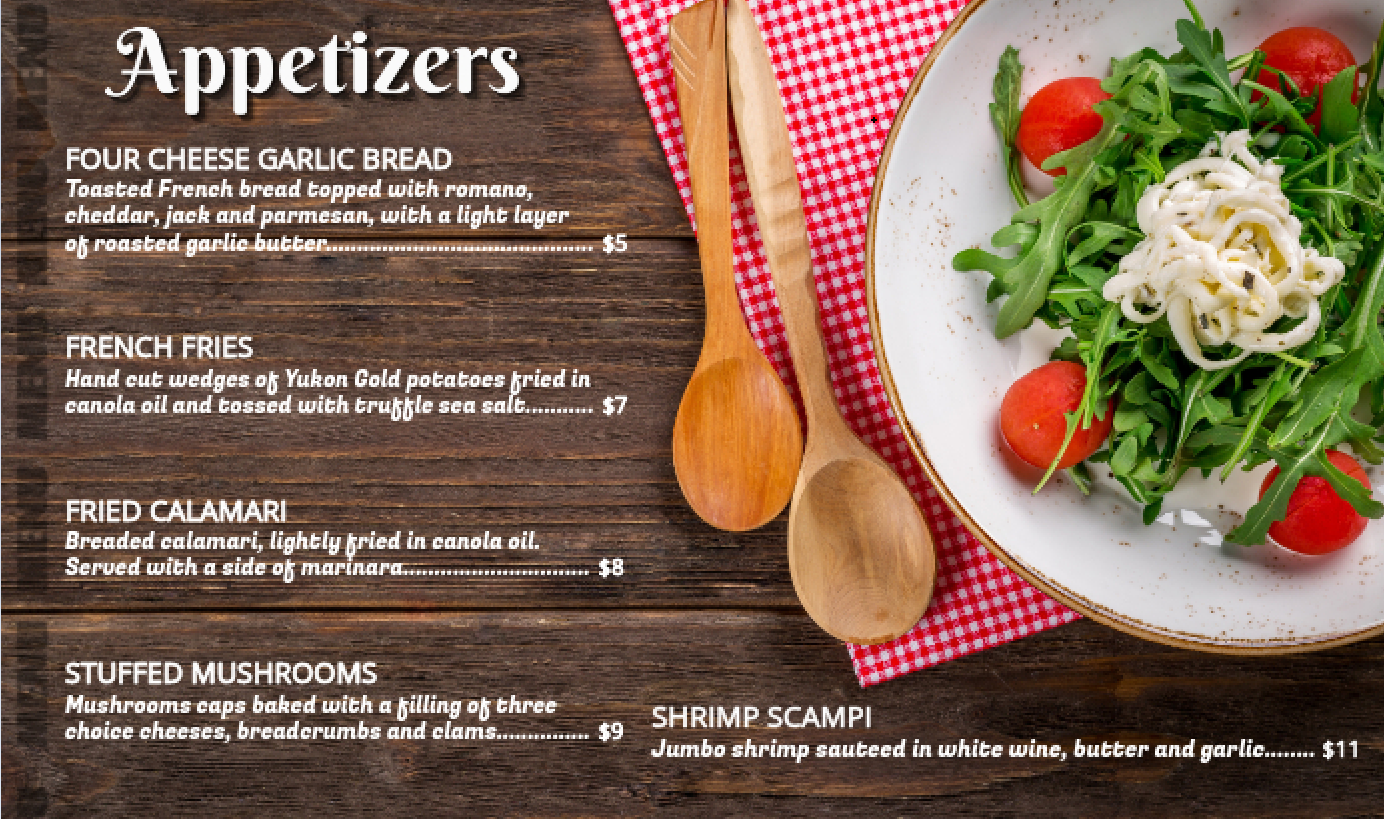 Appetizers
FOUR CHEESE GARLIC BREAD
Toasted French bread topped with romano,
cheddar, jack and parmesan, with a light layer
of roasted garlic butter............................................ $5
FRENCH FRIES
Hand cut wedges of Yukon Gold potatoes fried in
canola oil and tossed with truffle sea salt........... $7
FRIED CALAMARI
Breaded calamari, lightly fried in canola oil.
Served with a side of marinara............................... $8
STUFFED MUSHROOMS
Mushrooms caps baked with a filling of three
choice cheeses, breadcrumbs and clams............... $9
SHRIMP SCAMPI
Jumbo shrimp sauteed in white wine, butter and garlic........ $11